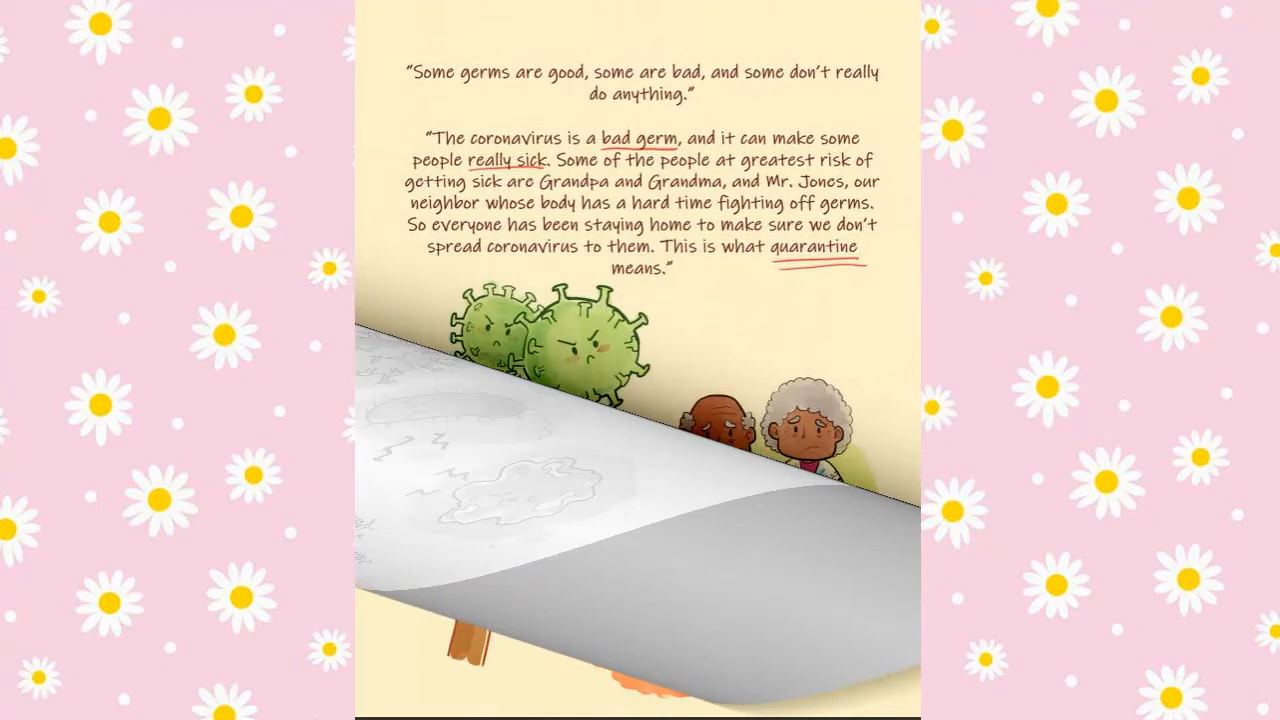 “Some germs are good, some are bad, and some don’t really
do anything.”
“The coronavirus is a bad germ, and it can make some
people really sick. Some of the people at greatest risk of
getting sick are Grandpa and Grandma, and Mr. Jones, our
neighbor whose body has a hard time fighting off germs.
So everyone has been staying home to make sure we don’t
spread coronavirus to them. This is what quarantine
means.”